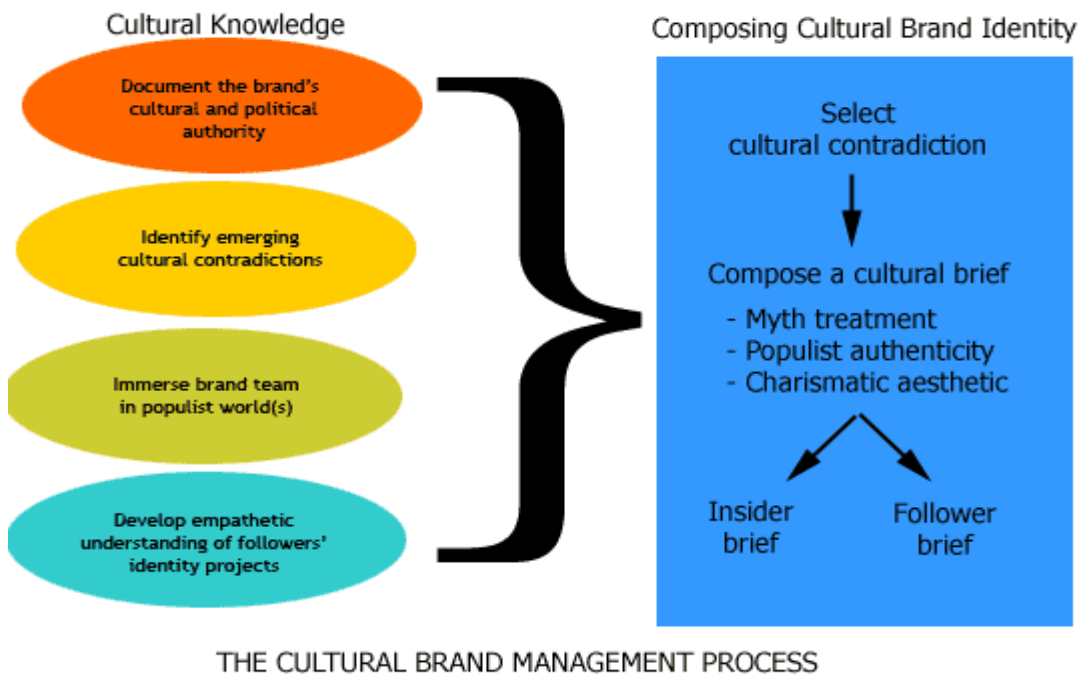 Cultural Knowledge
Document the brand's
cultural and political
authority
Identify emerging
cultural contradictions
Immerse brand team
in populist world(s)
Develop empathetic
understanding of followers'
identity projects
Composing Cultural Brand Identity
Select
cultural contradiction
Compose a cultural brief
- Myth treatment
- Populist authenticity
- Charismatic aesthetic
Insider
brief
Follower
brief
THE CULTURAL BRAND MANAGEMENT PROCESS